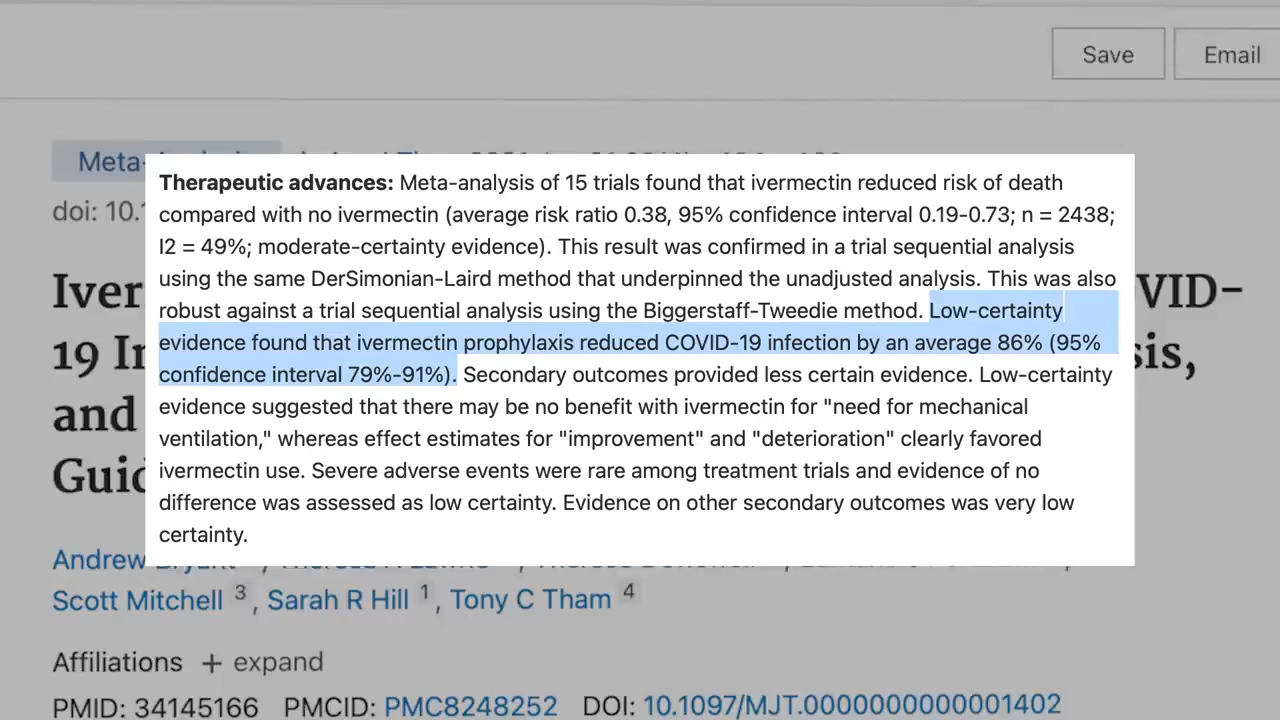 Save Email
Meta-
doi: 10.1
Therapeutic advances: Meta-analysis of 15 trials found that ivermectin reduced risk of death
compared with no ivermectin (average risk ratio 0.38, 95% confidence interval 0.19-0.73; n = 2438;
I2 = 49%; moderate-certainty evidence). This result was confirmed in a trial sequential analysis
using the same DerSimonian-Laird method that underpinned the unadjusted analysis. This was also
robust against a trial sequential analysis using the Biggerstaff-Tweedie method. Low-certainty
evidence found that ivermectin prophylaxis reduced COVID-19 infection by an average 86% (95%
confidence interval 79%-91%). Secondary outcomes provided less certain evidence. Low-certainty
evidence suggested that there may be no benefit with ivermectin for "need for mechanical
ventilation," whereas effect estimates for "improvement" and "deterioration" clearly favored
ivermectin use. Severe adverse events were rare among treatment trials and evidence of no
difference was assessed as low certainty. Evidence on other secondary outcomes was very low
certainty.
Iver VID-
19 Ir sis,
and
Guid
Andrew
Scott Mitchell 3, Sarah R Hill 1, Tony C Tham 4
Affiliations + expand
PMID: 34145166 PMCID: PMC8248252 DOI: 10.1097/MJT.0000000000001402